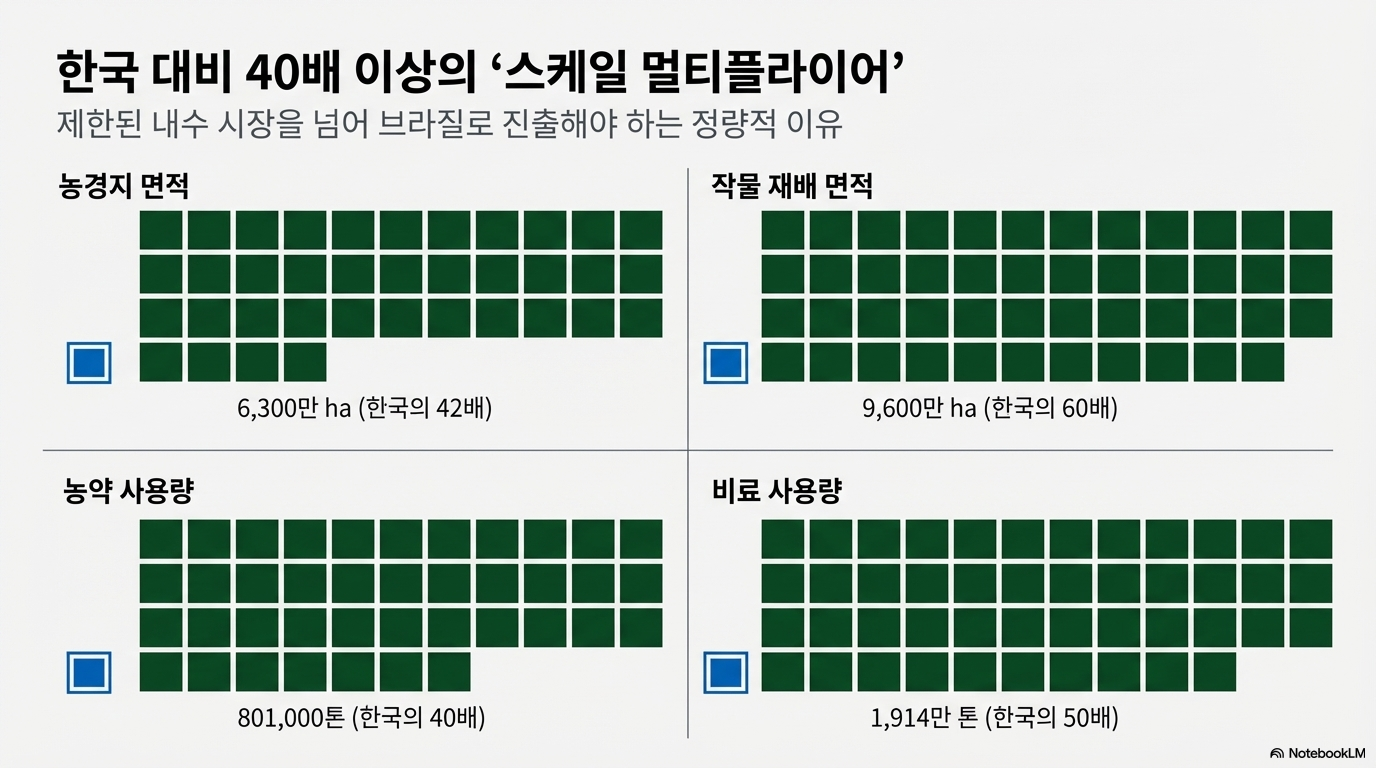 한국 대비 40배 이상의 ‘스케일 멀티플라이어’
제한된 내수 시장을 넘어 브라질로 진출해야 하는 정량적 이유
농경지 면적
6,300만 ha (한국의 42배)
작물 재배 면적
9,600만 ha (한국의 60배)
농약 사용량
801,000톤 (한국의 40배)
비료 사용량
1,914만 톤 (한국의 50배)
NotebookLM